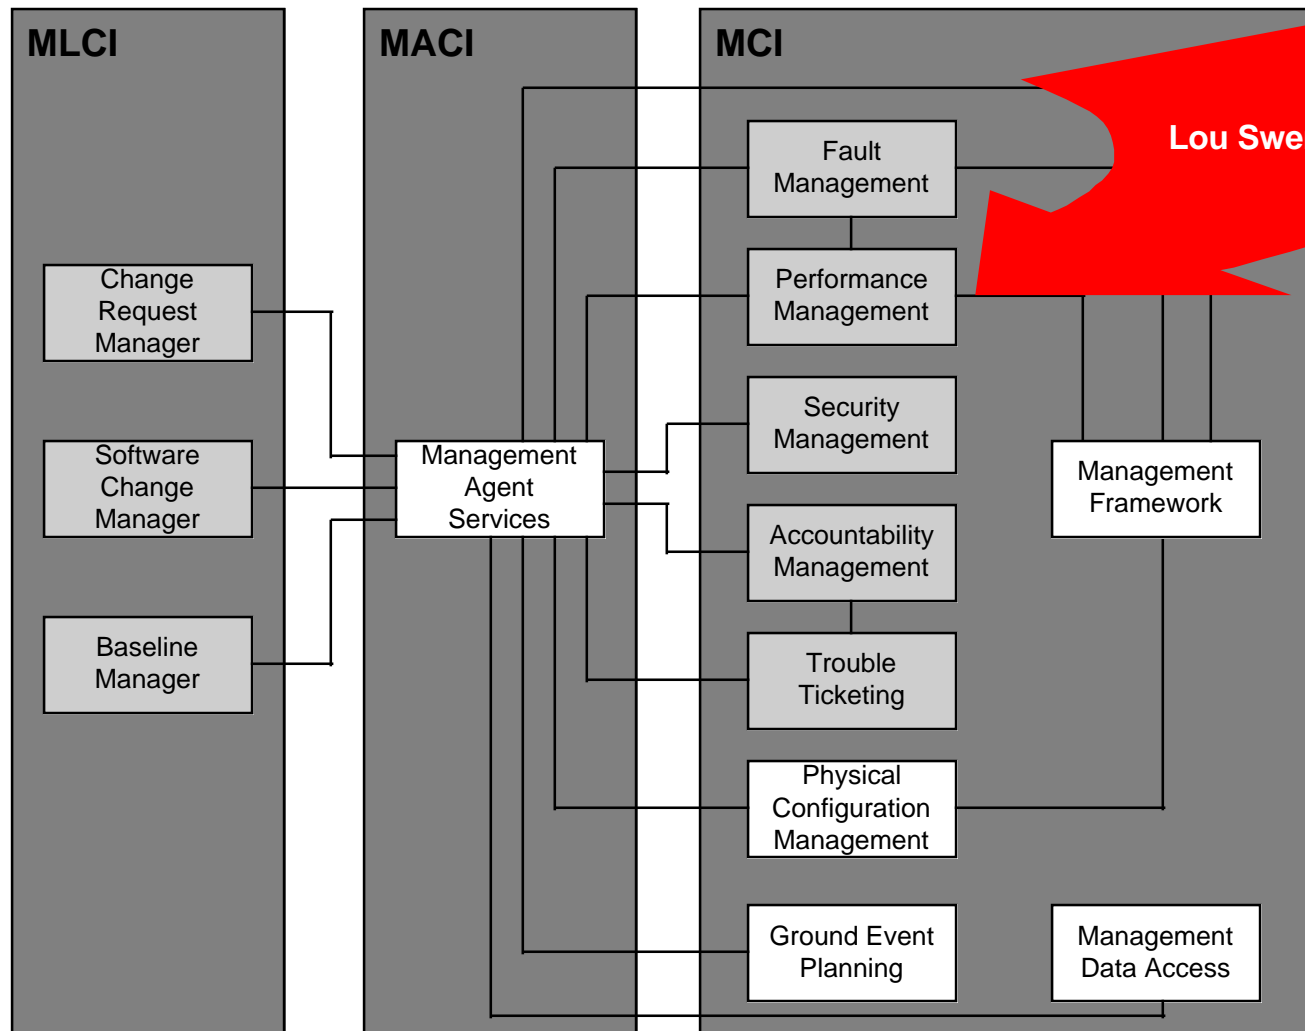 MLCI
MACI
MCI
Lou Swe
Fault
Management
Change
Request
Manager
Performance
Management
Security
Management
Software
Change
Manager
Management
Agent
Services
Management
Framework
Accountability
Management
Baseline
Manager
Trouble
Ticketing
Physical
Configuration
Management
Ground Event
Planning
Management
Data Access